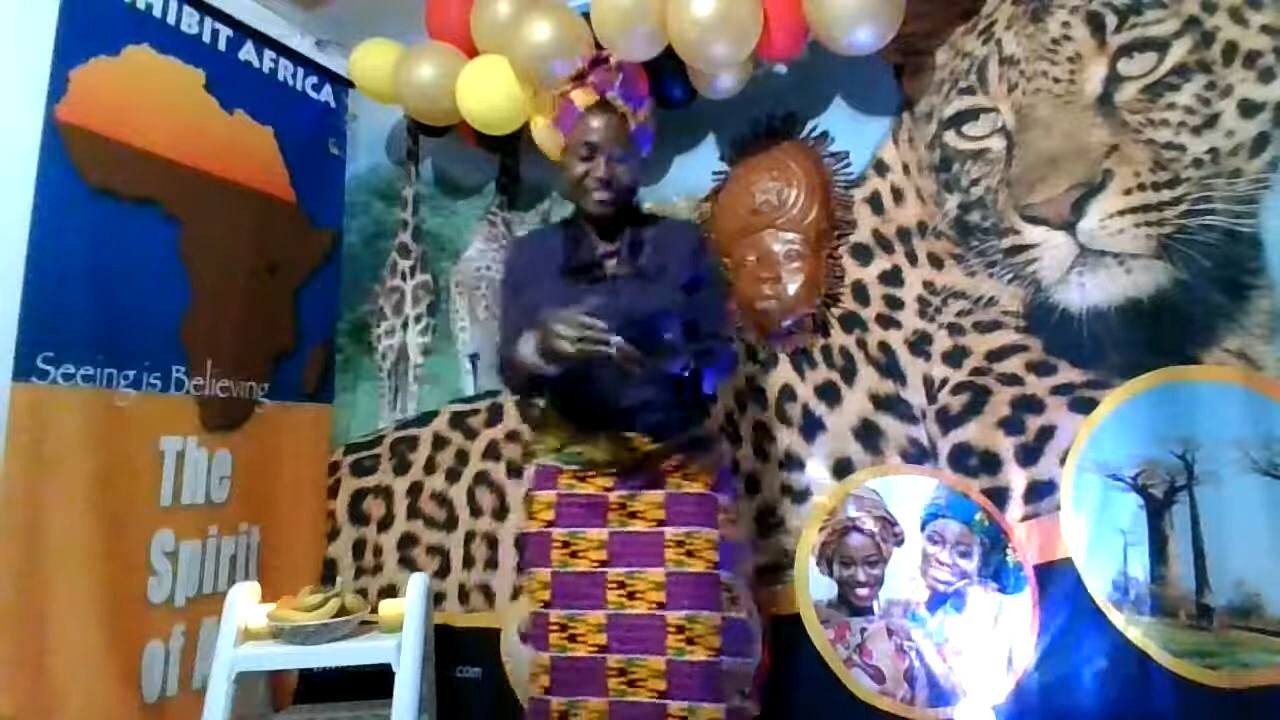 HIBIT AFRICA
Seeing is Believing
The
Spirit
of
.com